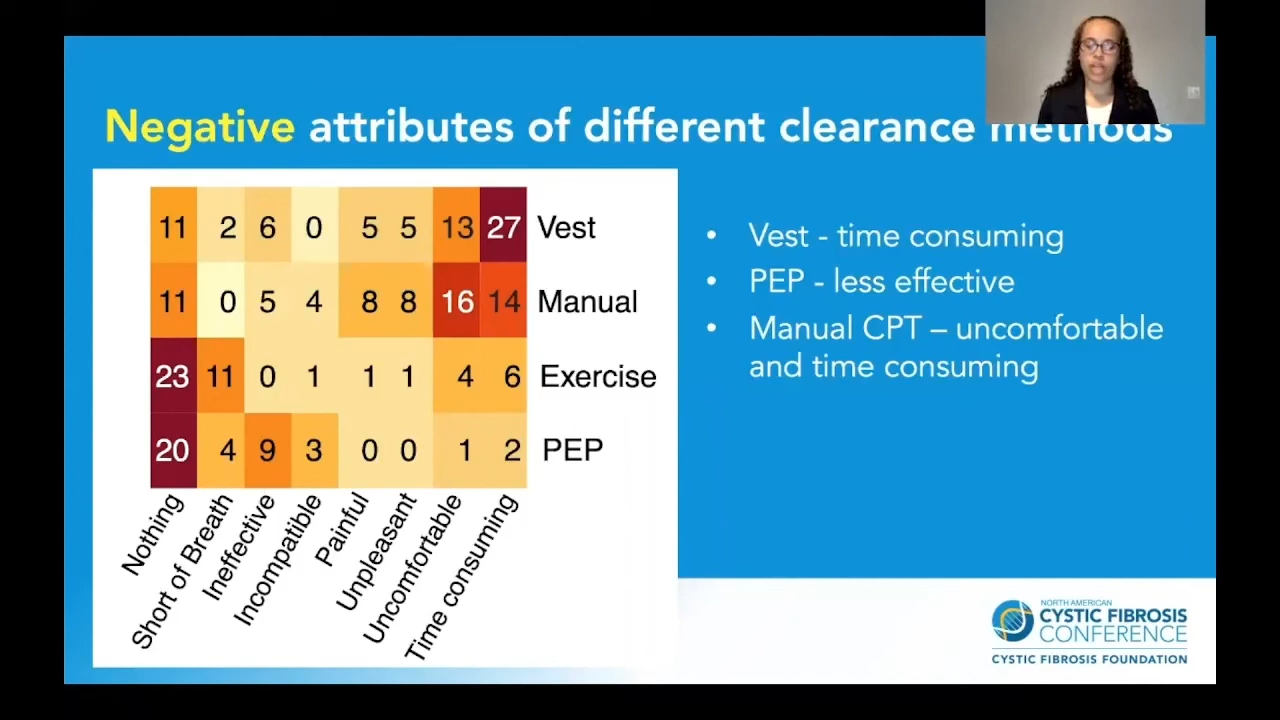 Negative attributes of different clearance methods
11 2 6 0 5 5 13 27 Vest
11 0 5 4 8 8 16 14 Manual
23 11 0 1 1 1 4 6 Exercise
20 4 9 3 0 0 1 2 PEP
Nothing
Short of Breath
Ineffective
Incompatible
Painful
Unpleasant
Uncomfortable
Time consuming
• Vest - time consuming
• PEP - less effective
• Manual CPT – uncomfortable
and time consuming
NORTH AMERICAN
CYSTIC FIBROSIS
CONFERENCE
CYSTIC FIBROSIS FOUNDATION